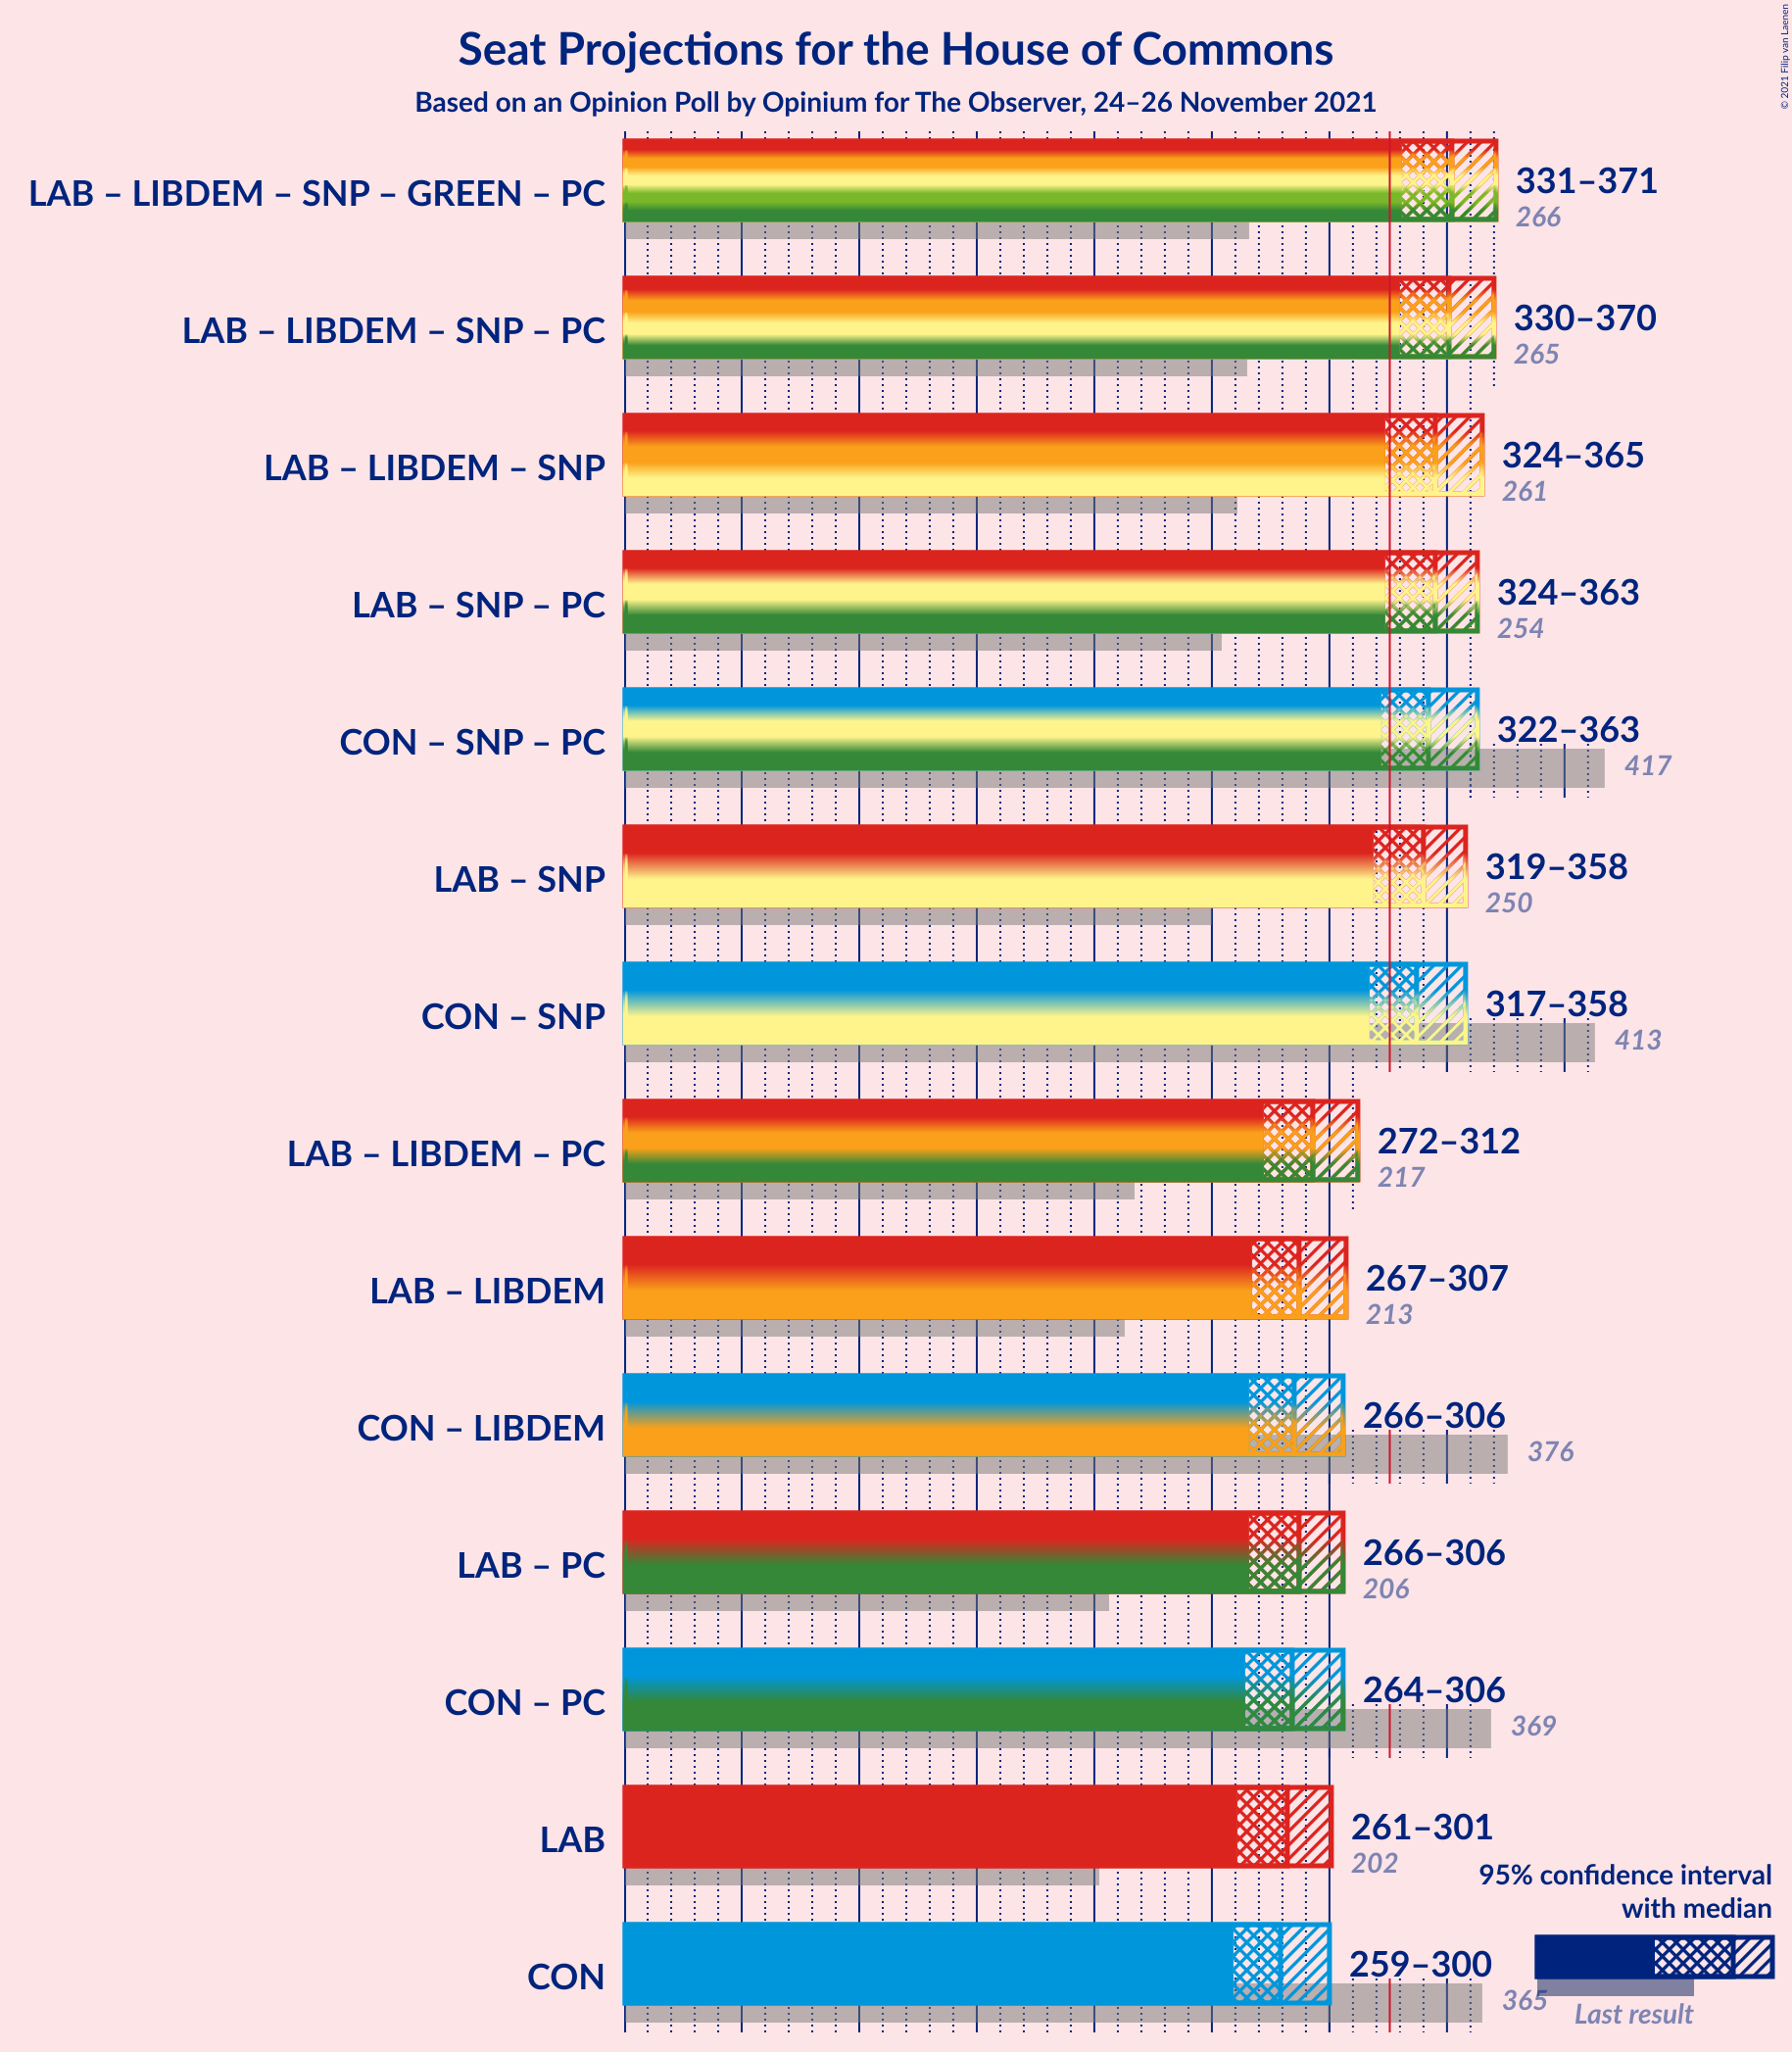 Seat Projections for the House of Commons
Based on an Opinion Poll by Opinium for The Observer, 24–26 November 2021
© 2021 Filip van Laenen
LAB – LIBDEM – SNP – GREEN – PC
331–371
266
LAB – LIBDEM – SNP – PC
330–370
265
LAB – LIBDEM – SNP
324–365
261
LAB – SNP – PC
324–363
254
CON – SNP – PC
322–363
417
LAB – SNP
319–358
250
CON – SNP
317–358
413
LAB – LIBDEM – PC
272–312
217
LAB – LIBDEM
267–307
213
CON – LIBDEM
266–306
376
LAB – PC
266–306
206
CON – PC
264–306
369
LAB
261–301
202
CON
259–300
365
95% confidence interval
with median
Last result